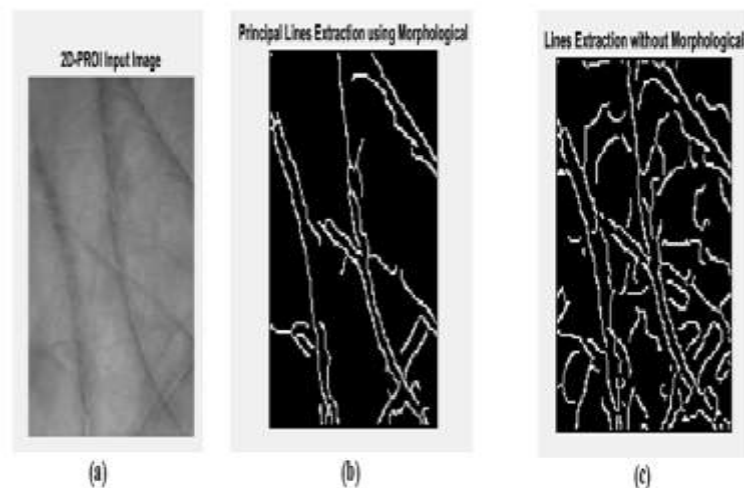 2D-PROI Input Image
Principal Lines Extraction using Morphological
Lines Extraction without Morphological
(a)
(b)
(c)